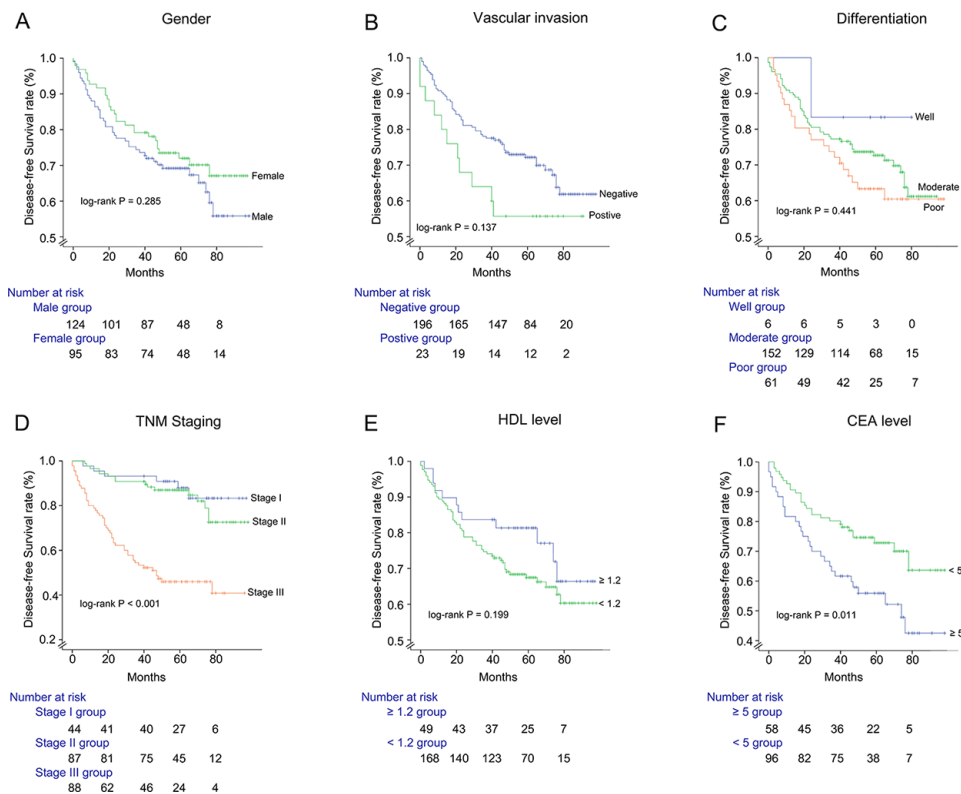 A
Gender
Disease-free Survival rate (%)
1.0
0.9
0.8
0.7
0.6
0.5
Female
Male
log-rank P = 0.285
0 20 40 60 80
Months
Number at risk
Male group
124 101 87 48 8
Female group
95 83 74 48 14
B
Vascular invasion
Disease-free Survival rate (%)
1.0
0.9
0.8
0.7
0.6
0.5
Negative
Postive
log-rank P = 0.137
0 20 40 60 80
Months
Number at risk
Negative group
196 165 147 84 20
Postive group
23 19 14 12 2
C
Differentiation
Disease-free Survival rate (%)
1.0
0.9
0.8
0.7
0.6
0.5
Well
Moderate
Poor
log-rank P = 0.441
0 20 40 60 80
Months
Number at risk
Well group
6 6 5 3 0
Moderate group
152 129 114 68 15
Poor group
61 49 42 25 7
D
TNM Staging
Disease-free Survival rate (%)
1.0
0.8
0.6
0.4
0.2
Stage I
Stage II
Stage III
log-rank P < 0.001
0 20 40 60 80
Months
Number at risk
Stage I group
44 41 40 27 6
Stage II group
87 81 75 45 12
Stage III group
88 62 46 24 4
E
HDL level
Disease-free Survival rate (%)
1.0
0.9
0.8
0.7
0.6
0.5
≥ 1.2
< 1.2
log-rank P = 0.199
0 20 40 60 80
Months
Number at risk
≥ 1.2 group
49 43 37 25 7
< 1.2 group
168 140 123 70 15
F
CEA level
Disease-free Survival rate (%)
1.0
0.9
0.8
0.7
0.6
0.5
0.4
< 5
≥ 5
log-rank P = 0.011
0 20 40 60 80
Months
Number at risk
≥ 5 group
58 45 36 22 5
< 5 group
96 82 75 38 7